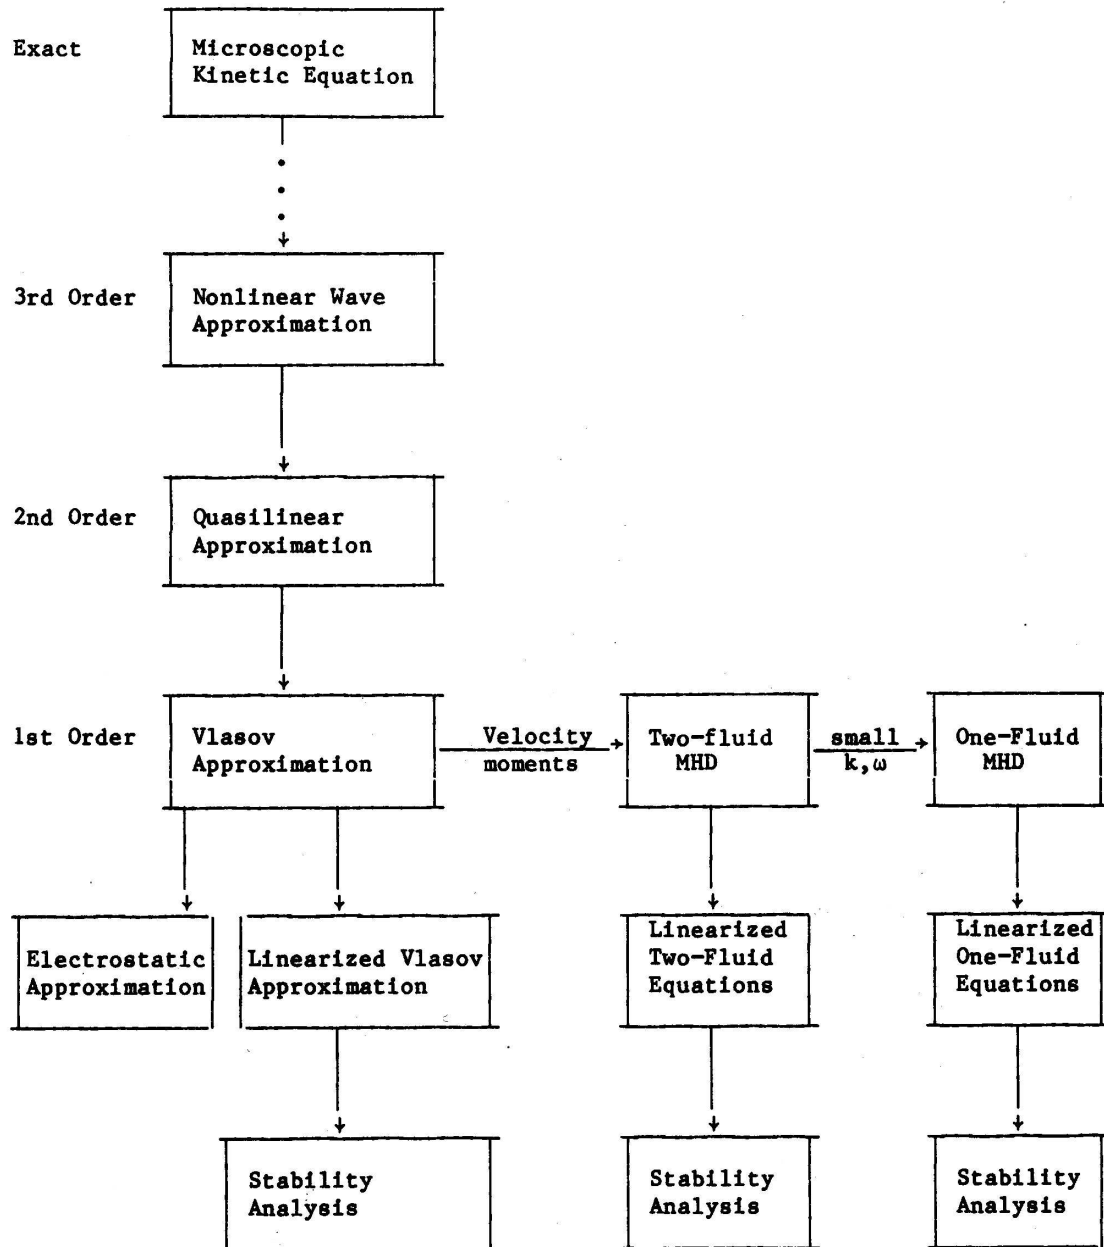 Exact
Microscopic
Kinetic Equation
3rd Order
Nonlinear Wave
Approximation
2nd Order
Quasilinear
Approximation
1st Order
Vlasov
Approximation
Velocity
moments
Two-fluid
MHD
small
k,ω
One-Fluid
MHD
Electrostatic
Approximation
Linearized Vlasov
Approximation
Linearized
Two-Fluid
Equations
Linearized
One-Fluid
Equations
Stability
Analysis
Stability
Analysis
Stability
Analysis